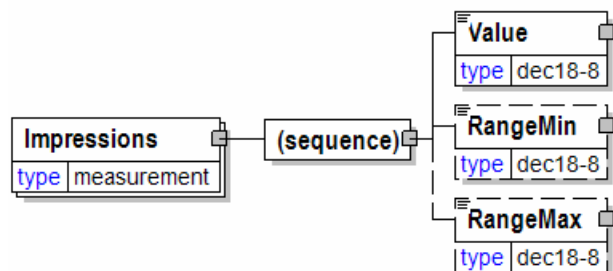 Value
type dec18-8
Impressions
type measurement
(sequence)
RangeMin
type dec18-8
RangeMax
type dec18-8